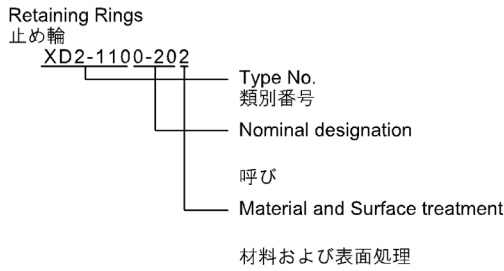 Retaining Rings
止め輪
XD2-1100-202
Type No.
類別番号
Nominal designation
呼び
Material and Surface treatment
材料および表面処理